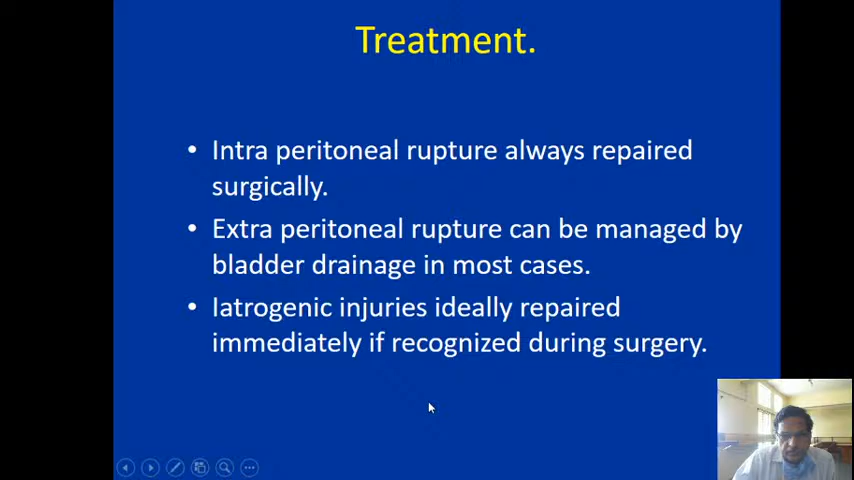 Treatment.
• Intra peritoneal rupture always repaired
surgically.
• Extra peritoneal rupture can be managed by
bladder drainage in most cases.
• Iatrogenic injuries ideally repaired
immediately if recognized during surgery.